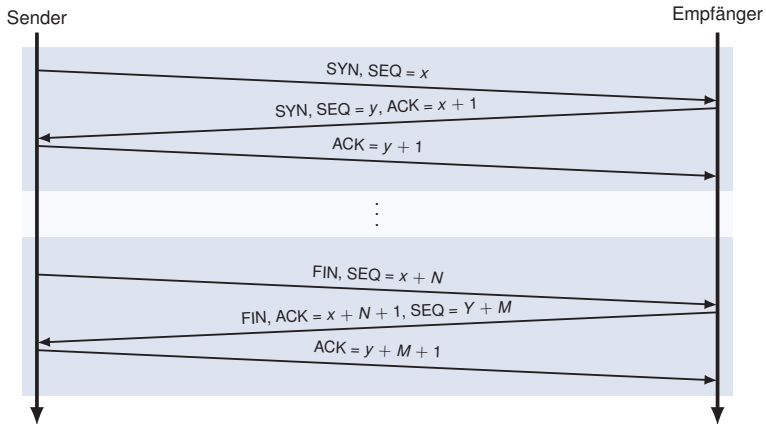 Sender
Empfänger
SYN, SEQ = x
SYN, SEQ = y, ACK = x + 1
ACK = y + 1
⋮
FIN, SEQ = x + N
FIN, ACK = x + N + 1, SEQ = Y + M
ACK = y + M + 1